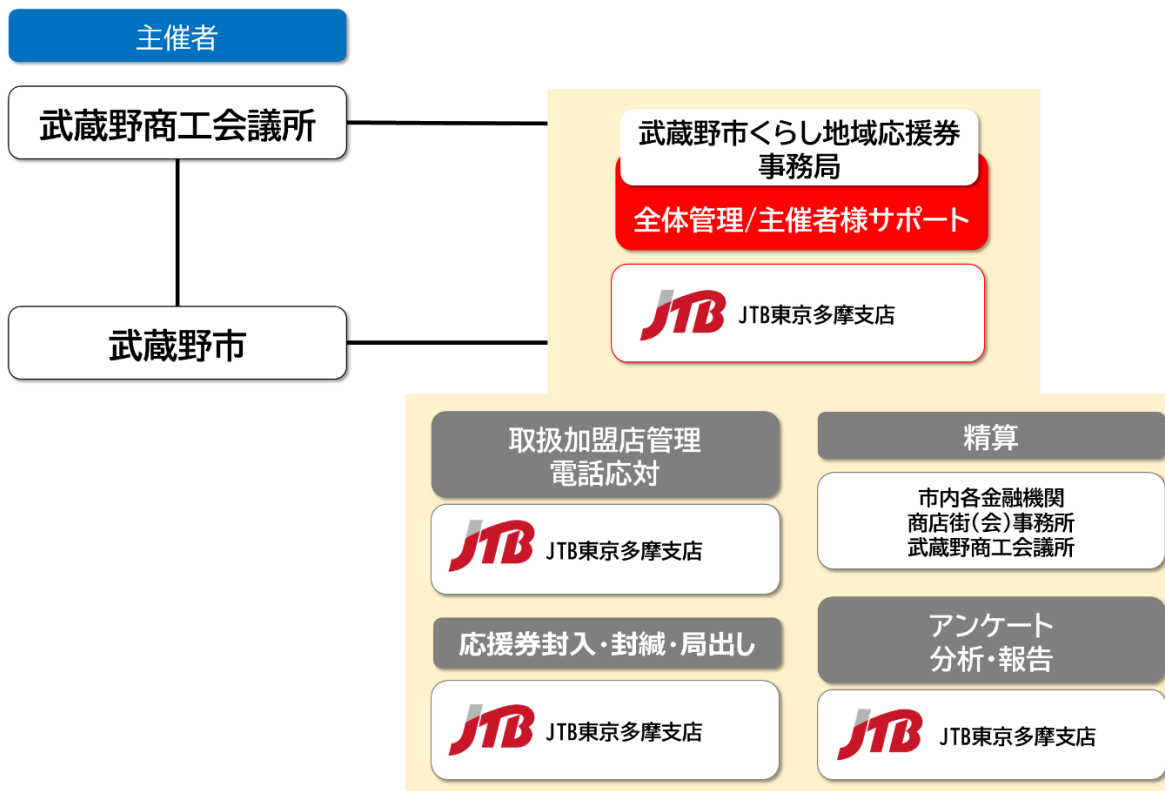 主催者
武蔵野商工会議所
武蔵野市
武蔵野市くらし地域応援券
事務局
全体管理/主催者様サポート
JTB JTB東京多摩支店
取扱加盟店管理
電話応対
JTB JTB東京多摩支店
応援券封入・封緘・局出し
JTB JTB東京多摩支店
精算
市内各金融機関
商店街(会)事務所
武蔵野商工会議所
アンケート
分析・報告
JTB JTB東京多摩支店